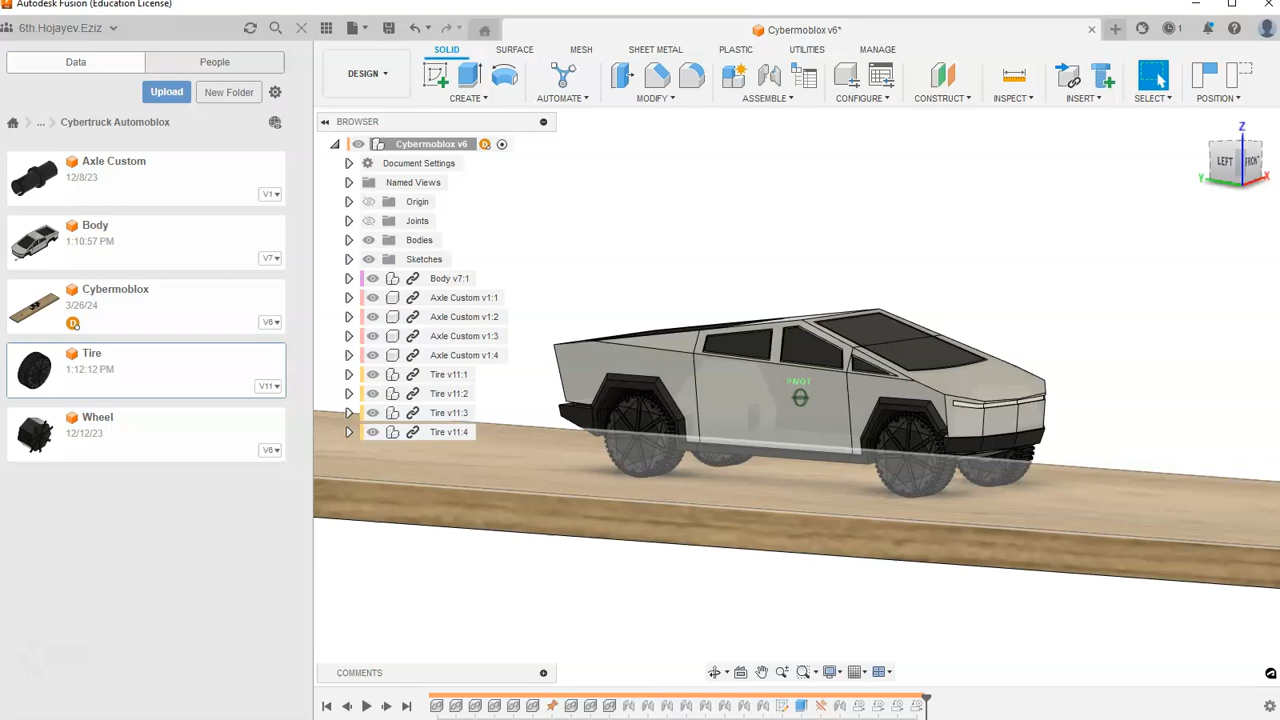 Autodesk Fusion (Education License)
6th.Hojayev.Eziz
Cybermoblox v6*
1
Data People
Upload New Folder
... Cybertruck Automoblox
Axle Custom
12/8/23
V1
Body
1:10:57 PM
V7
Cybermoblox
3/26/24
V6
Tire
1:12:12 PM
V11
Wheel
12/12/23
V8
DESIGN
SOLID SURFACE MESH SHEET METAL PLASTIC UTILITIES MANAGE
CREATE AUTOMATE MODIFY ASSEMBLE CONFIGURE CONSTRUCT INSPECT INSERT SELECT POSITION
BROWSER
Cybermoblox v6
Document Settings
Named Views
Origin
Joints
Bodies
Sketches
Body v7:1
Axle Custom v1:1
Axle Custom v1:2
Axle Custom v1:3
Axle Custom v1:4
Tire v11:1
Tire v11:2
Tire v11:3
Tire v11:4
PIVOT
Z
LEFT FRONT
Y X
COMMENTS